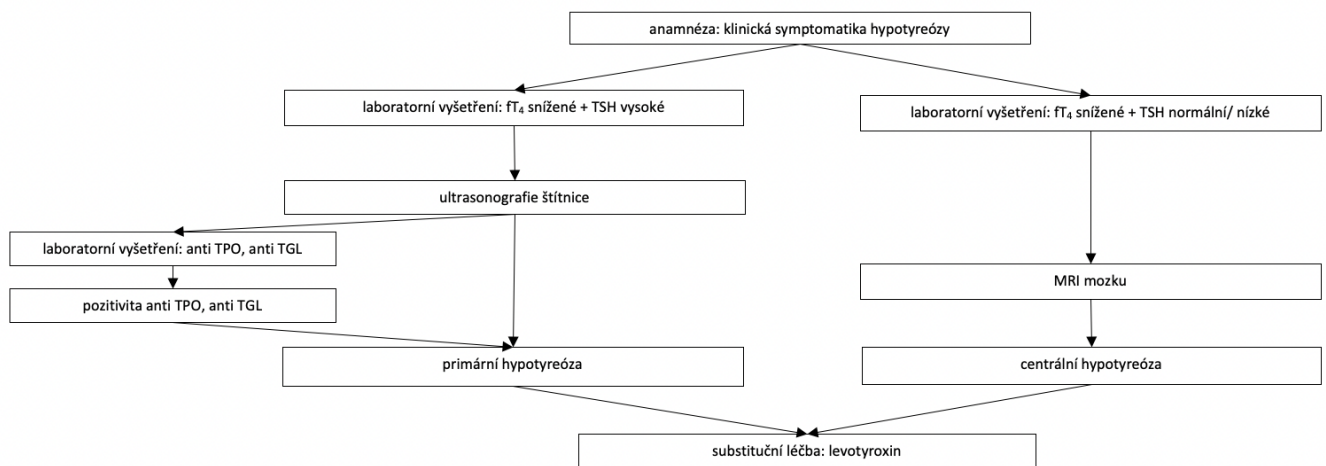 anamnéza: klinická symptomatika hypotyreózy
laboratorní vyšetření: fT₄ snížené + TSH vysoké
laboratorní vyšetření: fT₄ snížené + TSH normální/ nízké
ultrasonografie štítnice
laboratorní vyšetření: anti TPO, anti TGL
MRI mozku
pozitivita anti TPO, anti TGL
primární hypotyreóza
centrální hypotyreóza
substituční léčba: levotyroxin